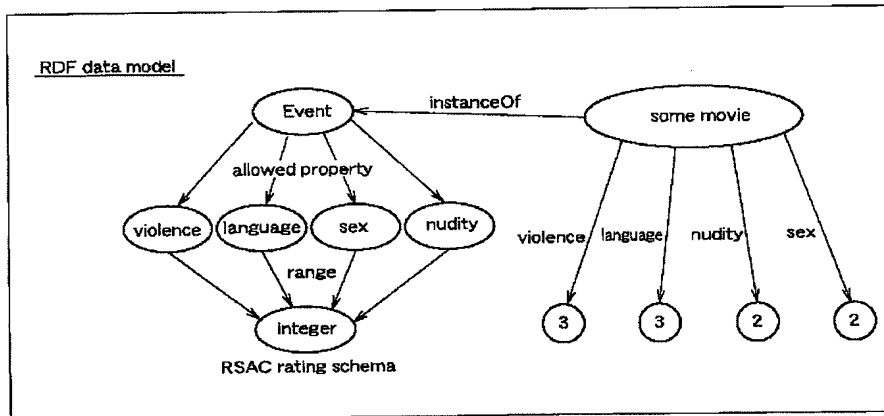 RDF data model
Event
instanceOf
some movie
allowed property
violence
language
sex
nudity
violence
language
nudity
sex
range
integer
3
3
2
2
RSAC rating schema